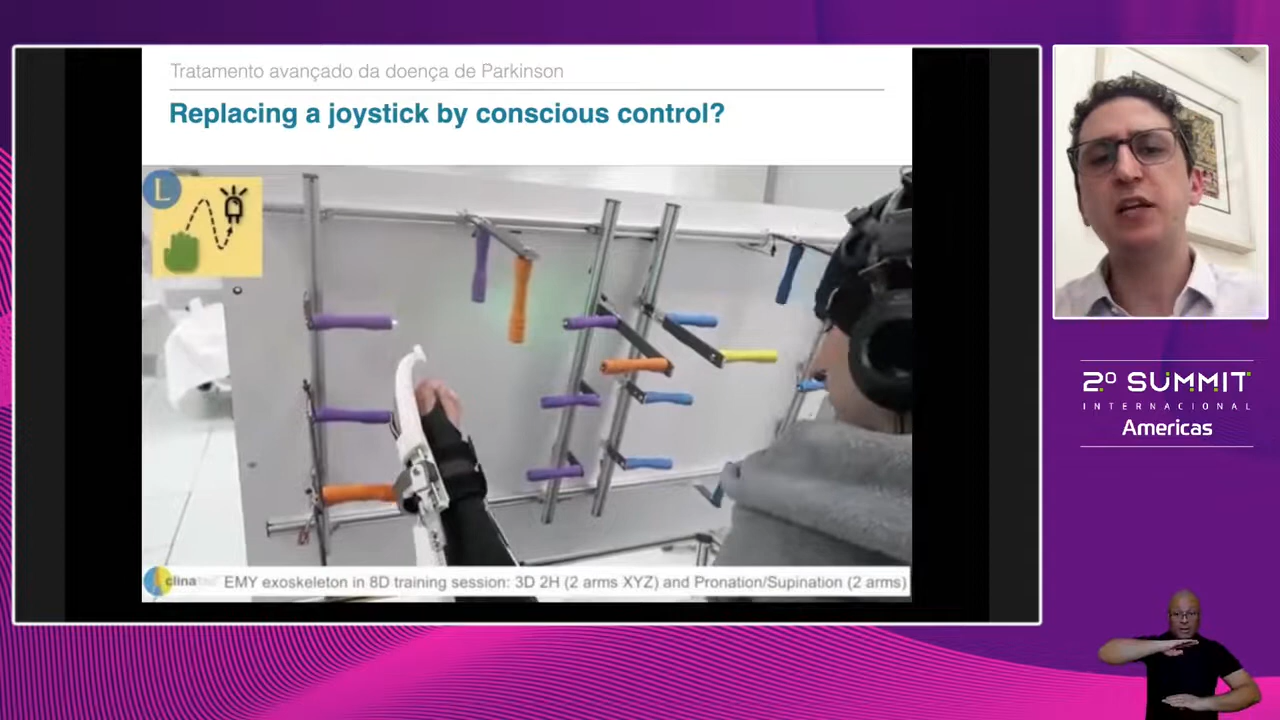 Tratamento avançado da doença de Parkinson
Replacing a joystick by conscious control?
L
clinatec EMY exoskeleton in 8D training session: 3D 2H (2 arms XYZ) and Pronation/Supination (2 arms)
2º SUMMIT
INTERNACIONAL
Americas